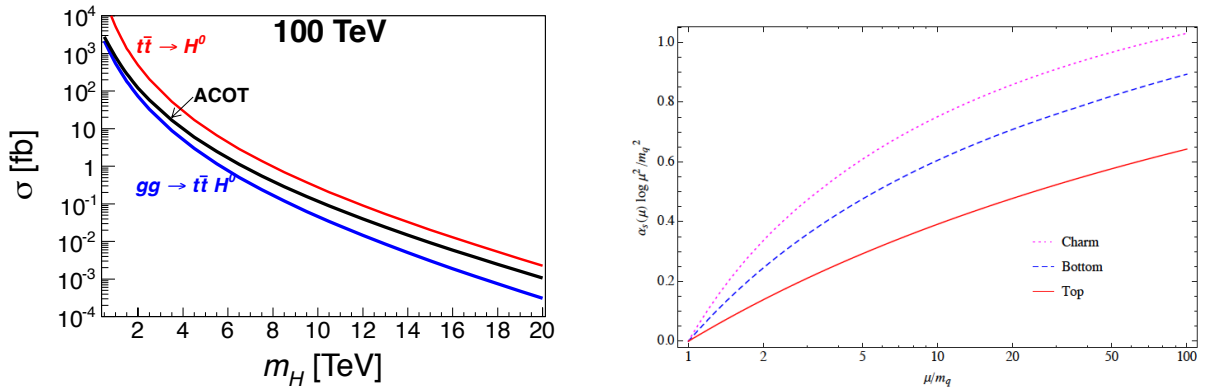 100 TeV
tt̄ → H⁰
ACOT
gg → tt̄ H⁰
σ [fb]
10⁴
10³
10²
10
1
10⁻¹
10⁻²
10⁻³
10⁻⁴
2 4 6 8 10 12 14 16 18 20
m_H [TeV]
α_s(μ) log μ²/m_q²
1.0
0.8
0.6
0.4
0.2
0.0
Charm
Bottom
Top
1 2 5 10 20 50 100
μ/m_q